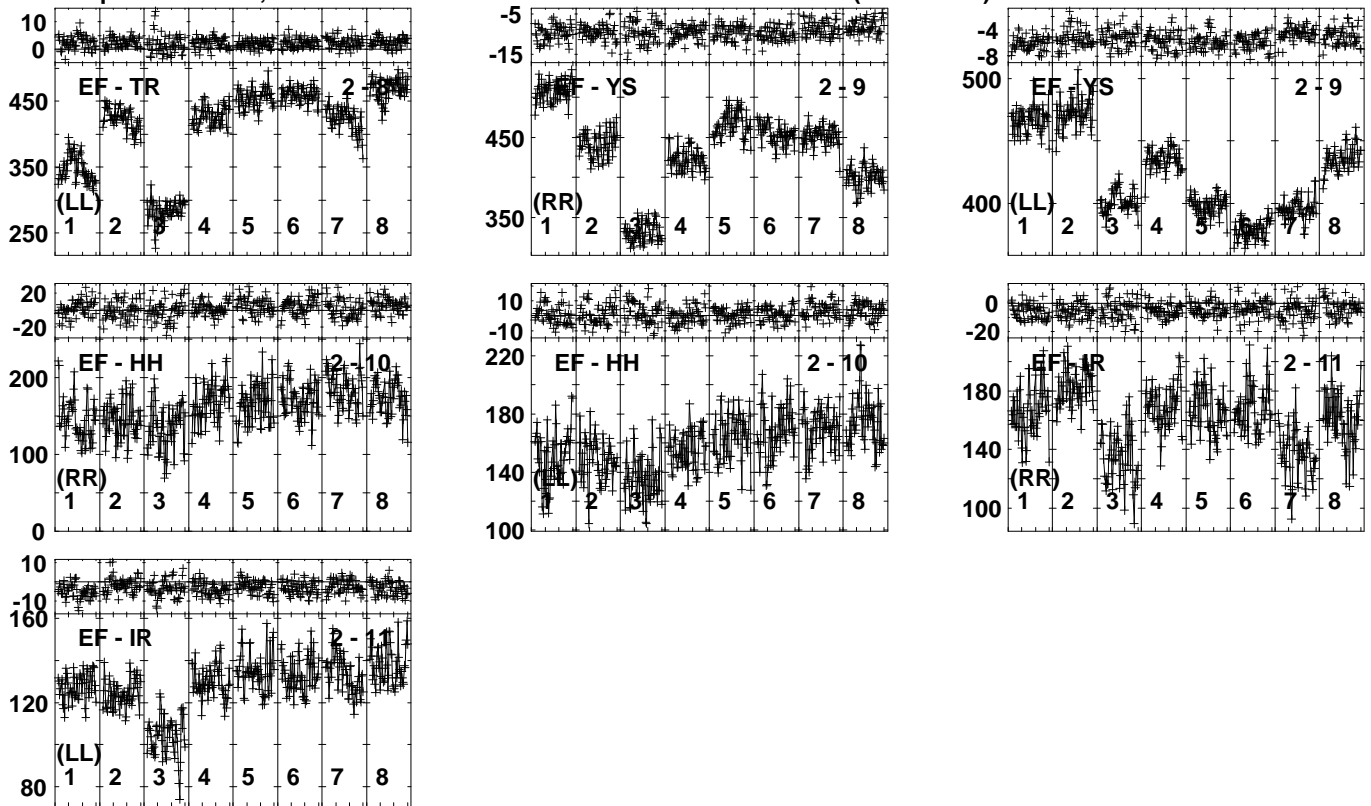 10 0
-5 -15
-4 -8
EF - TR 2 - 8
450 350 250
(LL)
1 2 3 4 5 6 7 8
EF - YS 2 - 9
450 350
(RR)
1 2 3 4 5 6 7 8
EF - YS 2 - 9
500 400
(LL)
1 2 3 4 5 6 7 8
20 0 -20
10 0 -10
0 -20
EF - HH 2 - 10
200 100 0
(RR)
1 2 3 4 5 6 7 8
EF - HH 2 - 10
220 180 140 100
(LL)
1 2 3 4 5 6 7 8
EF - IR 2 - 11
180 140 100
(RR)
1 2 3 4 5 6 7 8
10 -10
EF - IR 2 - 11
160 120 80
(LL)
1 2 3 4 5 6 7 8